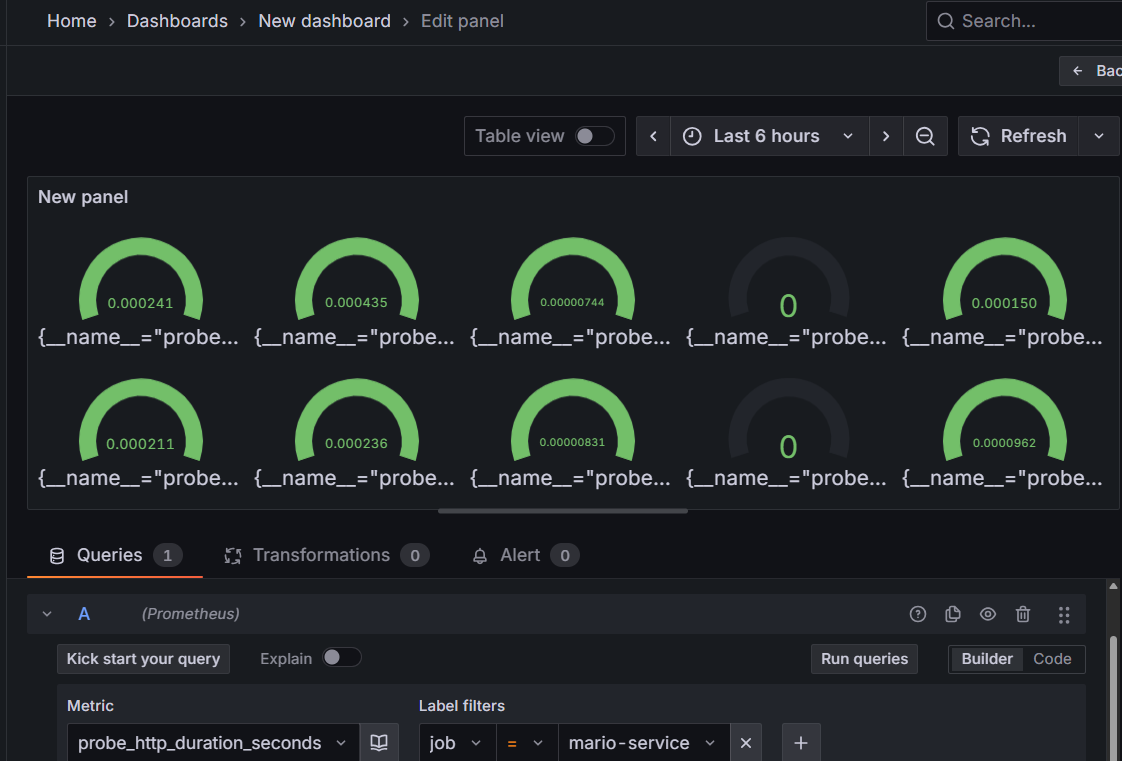 Home › Dashboards › New dashboard › Edit panel
Search...
Table view
Last 6 hours
Refresh
New panel
0.000241 0.000435 0.00000744 0 0.000150
{__name__="probe... {__name__="probe... {__name__="probe... {__name__="probe... {__name__="probe...
0.000211 0.000236 0.00000831 0 0.0000962
{__name__="probe... {__name__="probe... {__name__="probe... {__name__="probe... {__name__="probe...
Queries 1 Transformations 0 Alert 0
A (Prometheus)
Kick start your query Explain Run queries Builder Code
Metric Label filters
probe_http_duration_seconds job = mario-service